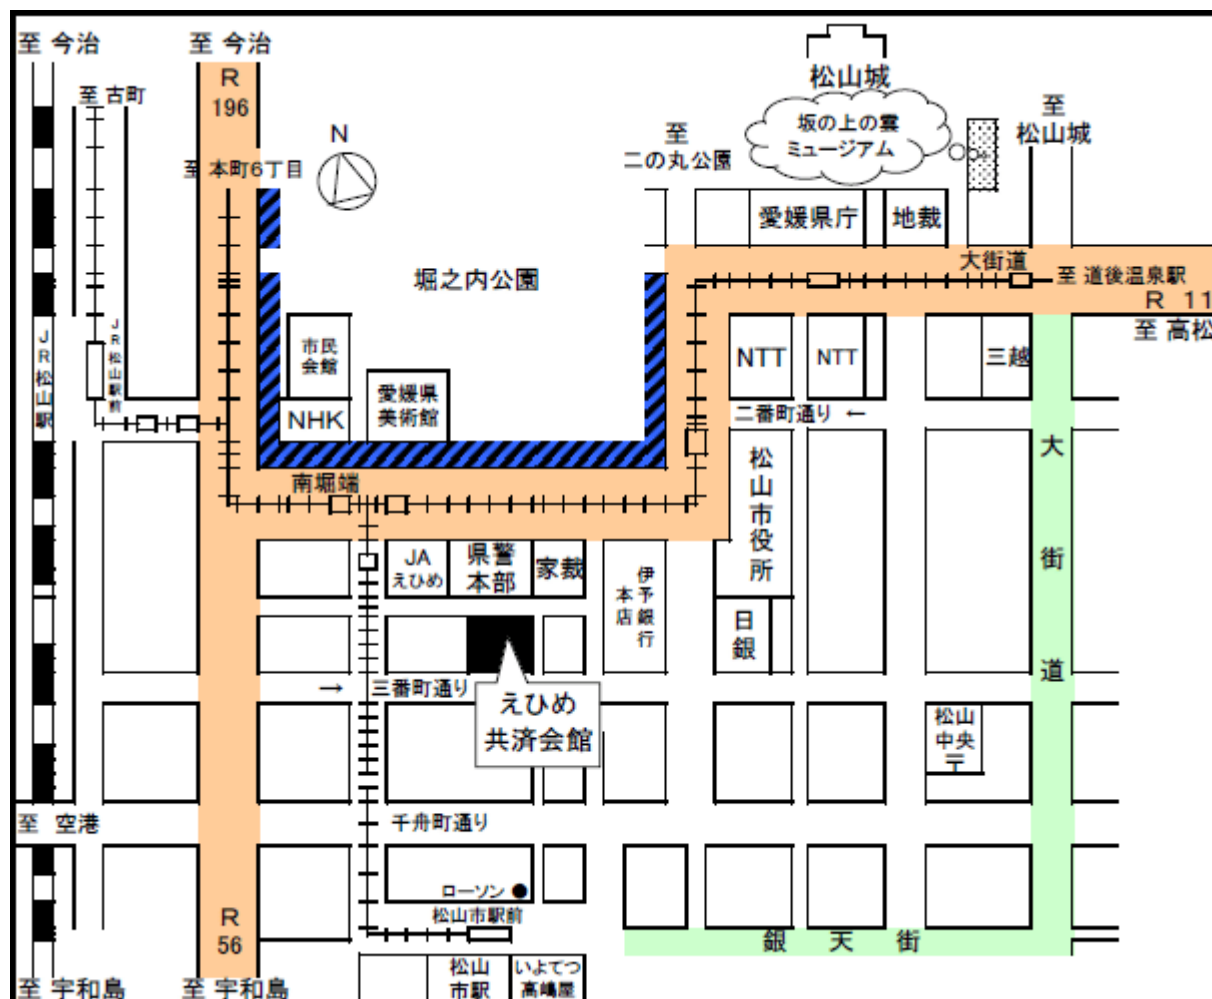 至 今治
至 今治
R
196
至 古町
N
至 本町6丁目
松山城
坂の上の雲
ミュージアム
至
二の丸公園
至
松山城
愛媛県庁
地裁
堀之内公園
大街道
至 道後温泉駅
R 11
至 高松
JR松山駅
JR松山駅前
市民
会館
NHK
愛媛県
美術館
NTT
NTT
三越
二番町通り ←
南堀端
松山市役所
大街道
JA
えひめ
県警
本部
家裁
伊予銀行
本店
日
銀
→ 三番町通り
えひめ
共済会館
松山
中央
〒
至 空港
千舟町通り
ローソン ●
松山市駅前
R
56
銀天街
至 宇和島
至 宇和島
松山
市駅
いよてつ
高嶋屋